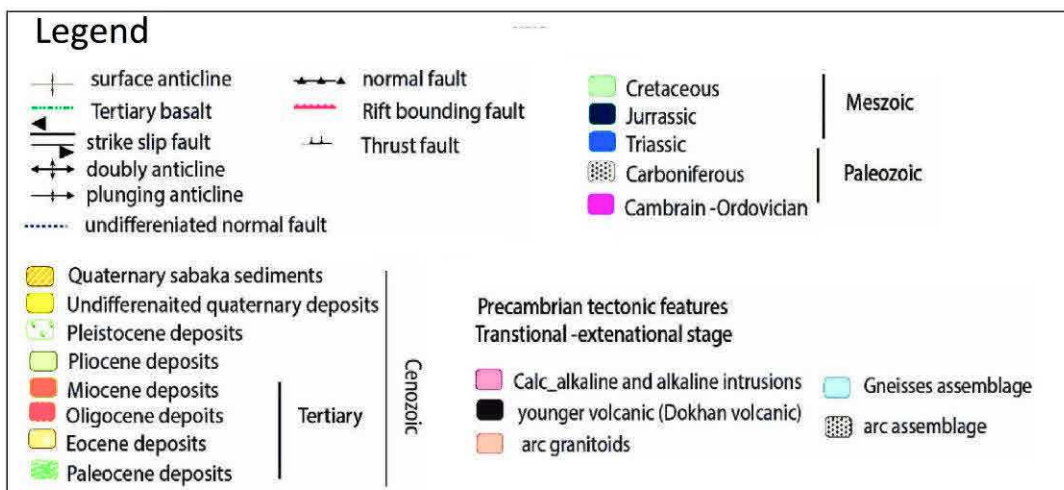 Legend
surface anticline
Tertiary basalt
strike slip fault
doubly anticline
plunging anticline
undiffereniated normal fault
normal fault
Rift bounding fault
Thrust fault
Cretaceous
Jurrassic
Triassic
Meszoic
Carboniferous
Cambrain -Ordovician
Paleozoic
Quaternary sabaka sediments
Undifferenaited quaternary deposits
Pleistocene deposits
Pliocene deposits
Miocene deposits
Oligocene depoits
Eocene deposits
Paleocene deposits
Tertiary
Cenozoic
Precambrian tectonic features
Transtional -extenational stage
Calc_alkaline and alkaline intrusions
younger volcanic (Dokhan volcanic)
arc granitoids
Gneisses assemblage
arc assemblage